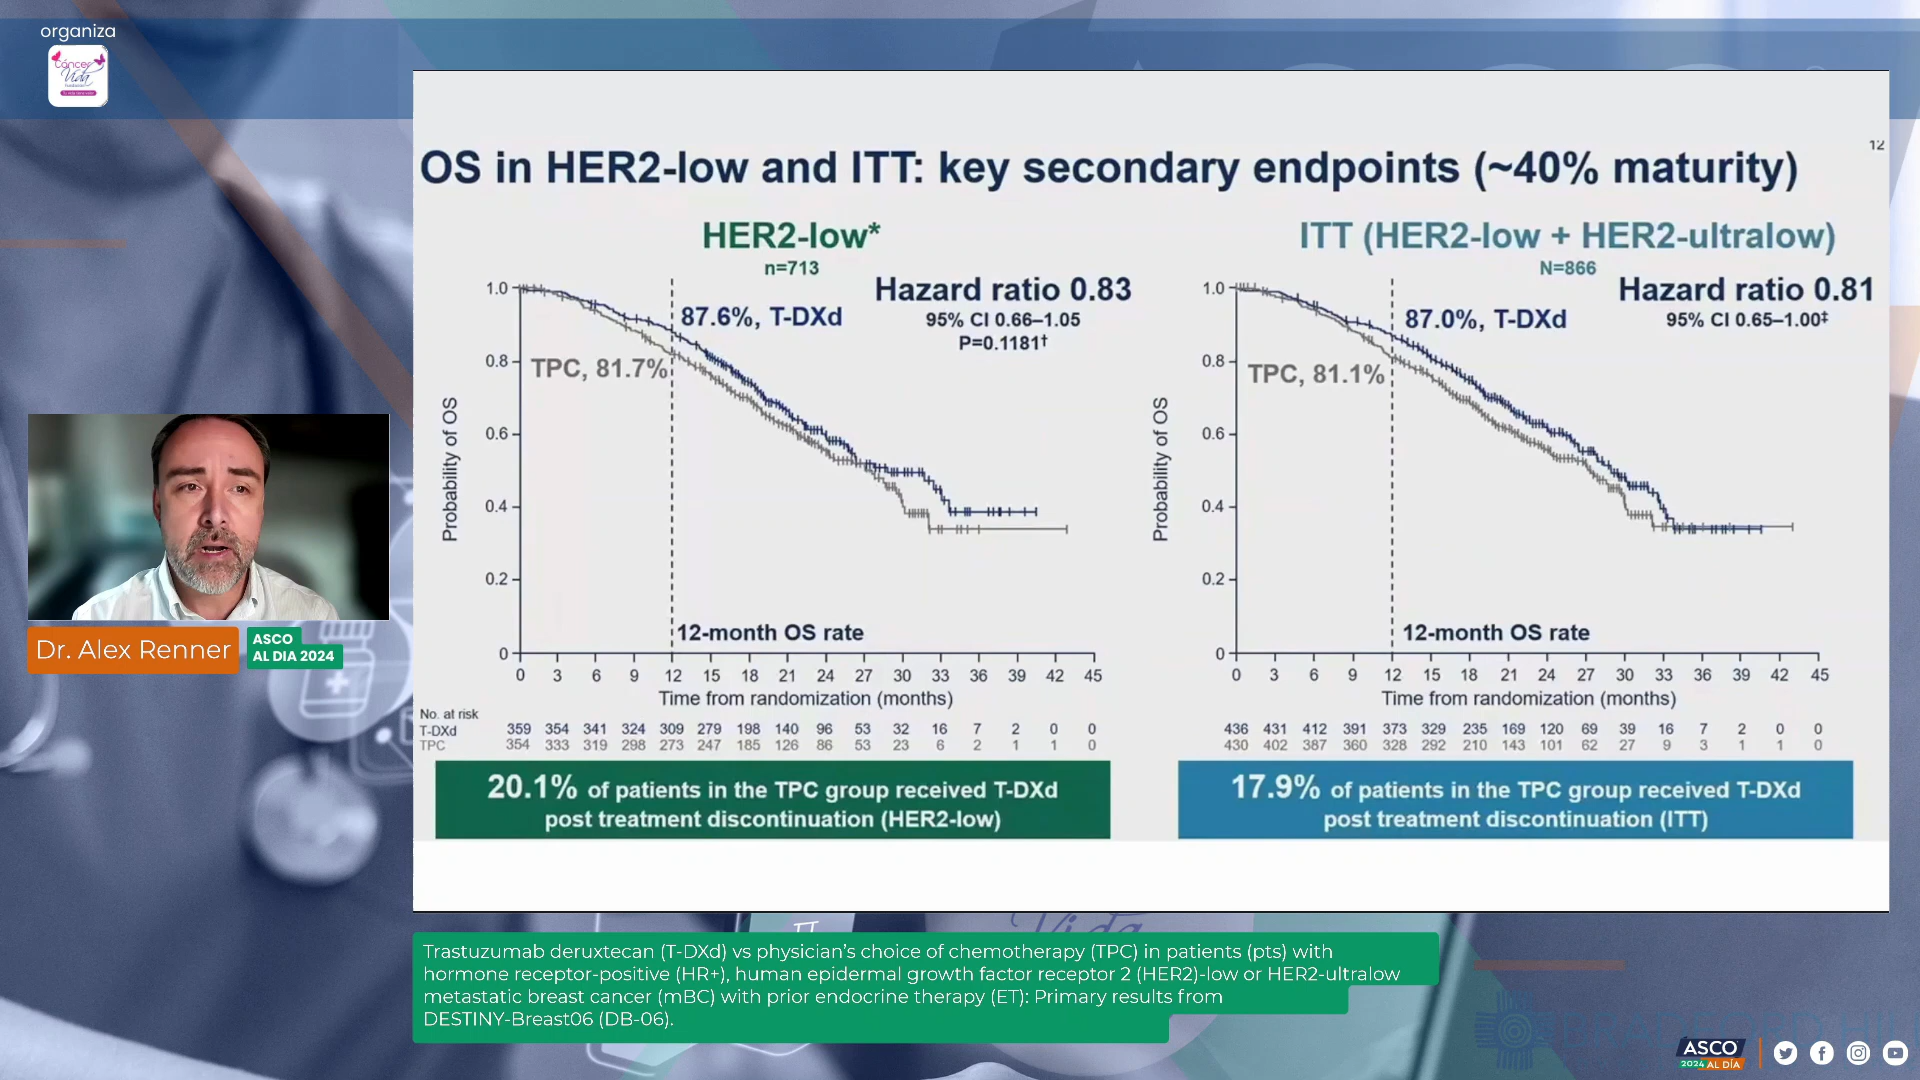 organiza
Cáncer
Vida
12
OS in HER2-low and ITT: key secondary endpoints (~40% maturity)
HER2-low*
n=713
Hazard ratio 0.83
95% CI 0.66–1.05
P=0.1181†
87.6%, T-DXd
TPC, 81.7%
Probability of OS
1.0
0.8
0.6
0.4
0.2
0
12-month OS rate
0 3 6 9 12 15 18 21 24 27 30 33 36 39 42 45
Time from randomization (months)
No. at risk
T-DXd 359 354 341 324 309 279 198 140 96 53 32 16 7 2 0 0
TPC 354 333 319 298 273 247 185 126 86 53 23 6 2 1 1 0
20.1% of patients in the TPC group received T-DXd
post treatment discontinuation (HER2-low)
ITT (HER2-low + HER2-ultralow)
N=866
Hazard ratio 0.81
95% CI 0.65–1.00‡
87.0%, T-DXd
TPC, 81.1%
Probability of OS
1.0
0.8
0.6
0.4
0.2
0
12-month OS rate
0 3 6 9 12 15 18 21 24 27 30 33 36 39 42 45
Time from randomization (months)
436 431 412 391 373 329 235 169 120 69 39 16 7 2 0 0
430 402 387 360 328 292 210 143 101 62 27 9 3 1 1 0
17.9% of patients in the TPC group received T-DXd
post treatment discontinuation (ITT)
Dr. Alex Renner
ASCO
AL DIA 2024
Vida
Trastuzumab deruxtecan (T-DXd) vs physician's choice of chemotherapy (TPC) in patients (pts) with
hormone receptor-positive (HR+), human epidermal growth factor receptor 2 (HER2)-low or HER2-ultralow
metastatic breast cancer (mBC) with prior endocrine therapy (ET): Primary results from
DESTINY-Breast06 (DB-06).
ASCO
2024 AL DÍA